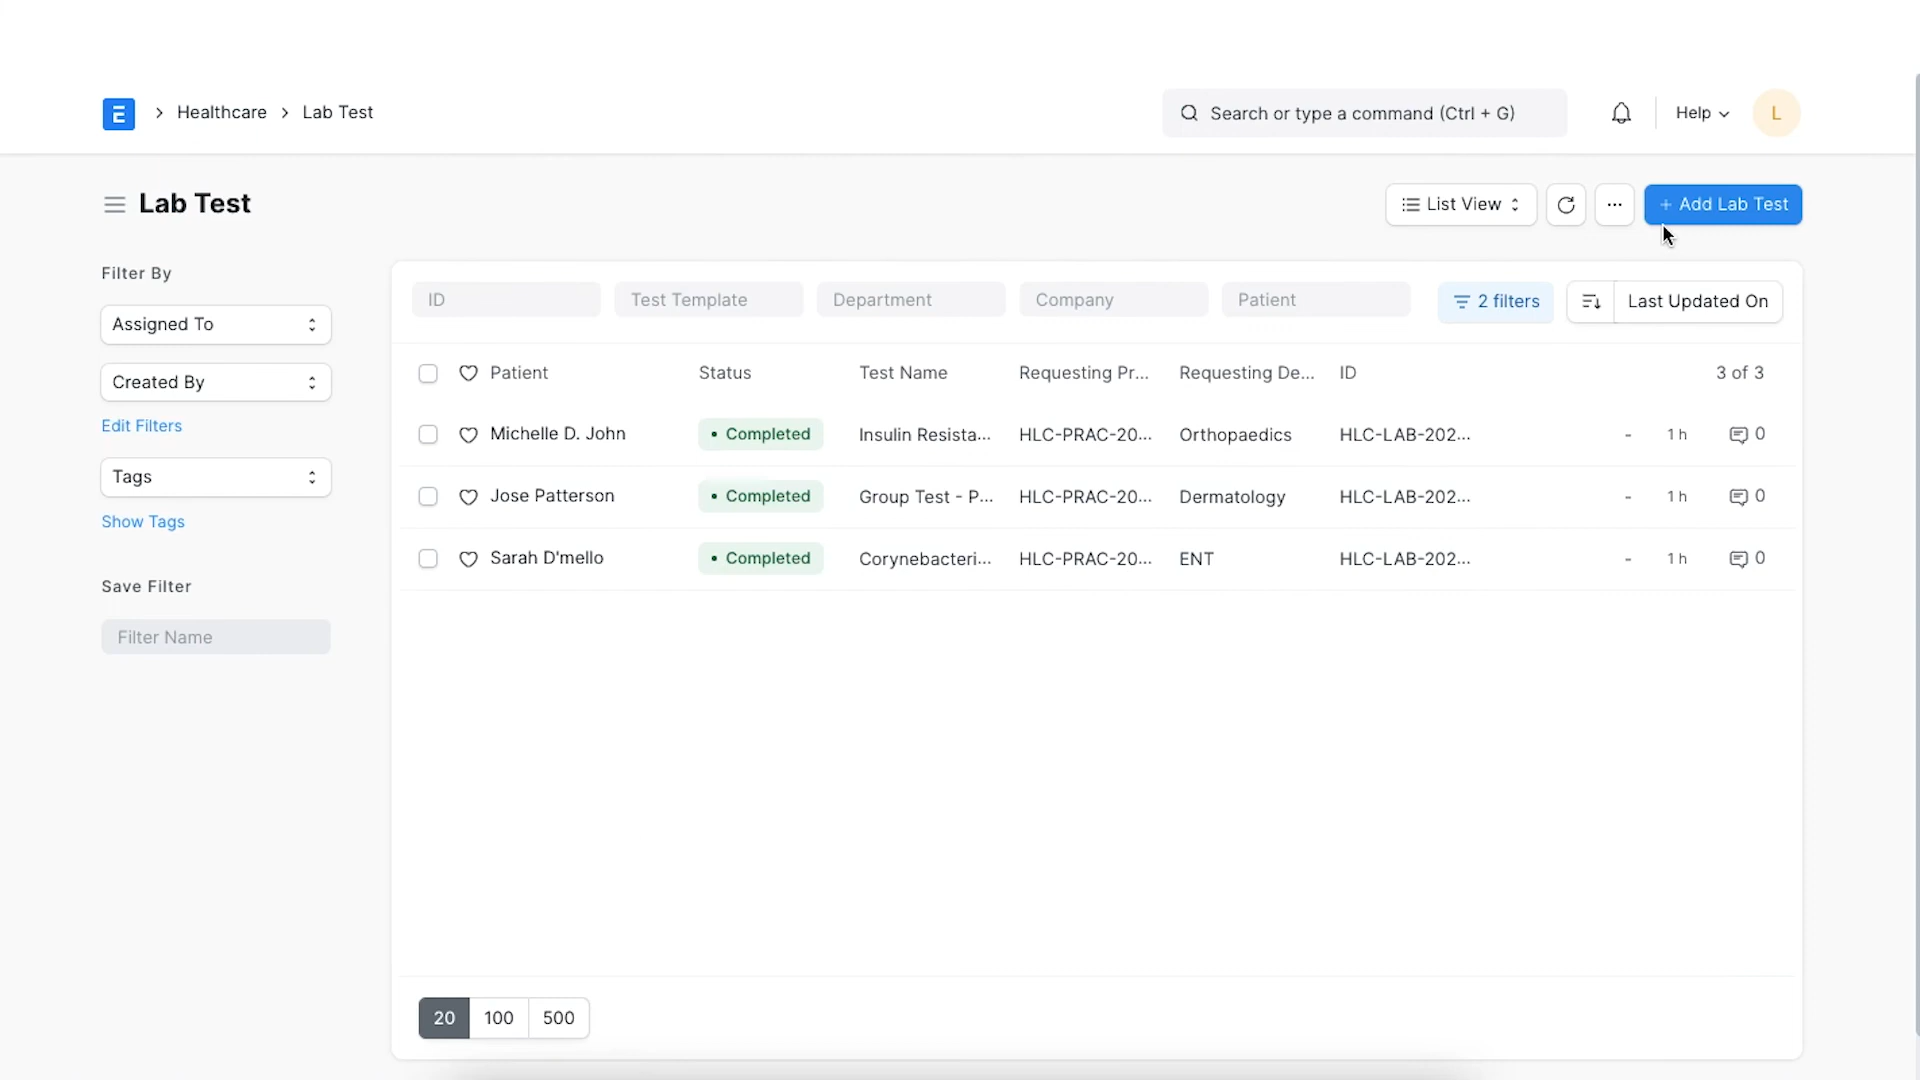 E > Healthcare > Lab Test
Search or type a command (Ctrl + G)
Help
L
Lab Test
List View
...
+ Add Lab Test
Filter By
Assigned To
Created By
Edit Filters
Tags
Show Tags
Save Filter
Filter Name
ID Test Template Department Company Patient 2 filters Last Updated On
Patient Status Test Name Requesting Pr... Requesting De... ID 3 of 3
Michelle D. John • Completed Insulin Resista... HLC-PRAC-20... Orthopaedics HLC-LAB-202... - 1 h 0
Jose Patterson • Completed Group Test - P... HLC-PRAC-20... Dermatology HLC-LAB-202... - 1 h 0
Sarah D'mello • Completed Corynebacteri... HLC-PRAC-20... ENT HLC-LAB-202... - 1 h 0
20 100 500